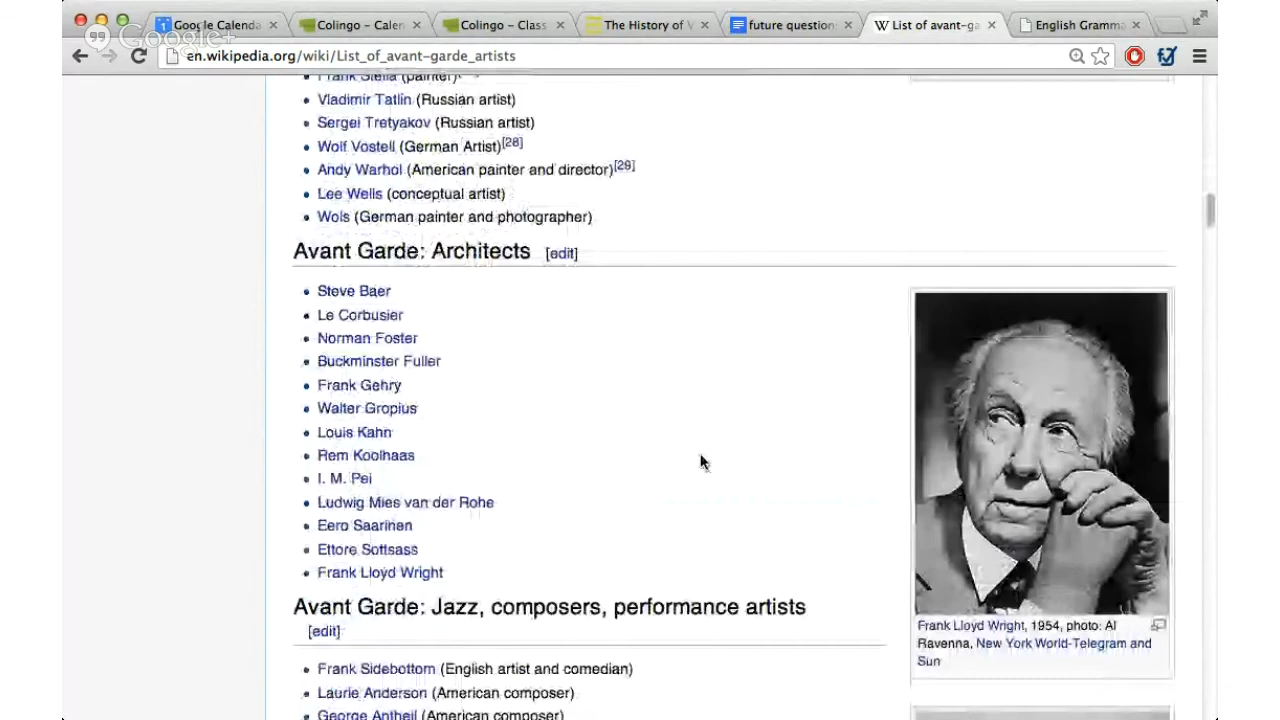 Google Calenda
Colingo – Calen
Colingo – Class
The History of V
future question
List of avant-ga
English Gramma
Google+
en.wikipedia.org/wiki/List_of_avant-garde_artists
Frank Stella (painter)
Vladimir Tatlin (Russian artist)
Sergei Tretyakov (Russian artist)
Wolf Vostell (German Artist)[28]
Andy Warhol (American painter and director)[29]
Lee Wells (conceptual artist)
Wols (German painter and photographer)
Avant Garde: Architects [edit]
Steve Baer
Le Corbusier
Norman Foster
Buckminster Fuller
Frank Gehry
Walter Gropius
Louis Kahn
Rem Koolhaas
I. M. Pei
Ludwig Mies van der Rohe
Eero Saarinen
Ettore Sottsass
Frank Lloyd Wright
Frank Lloyd Wright, 1954, photo: Al
Ravenna, New York World-Telegram and
Sun
Avant Garde: Jazz, composers, performance artists
[edit]
Frank Sidebottom (English artist and comedian)
Laurie Anderson (American composer)
George Antheil (American composer)